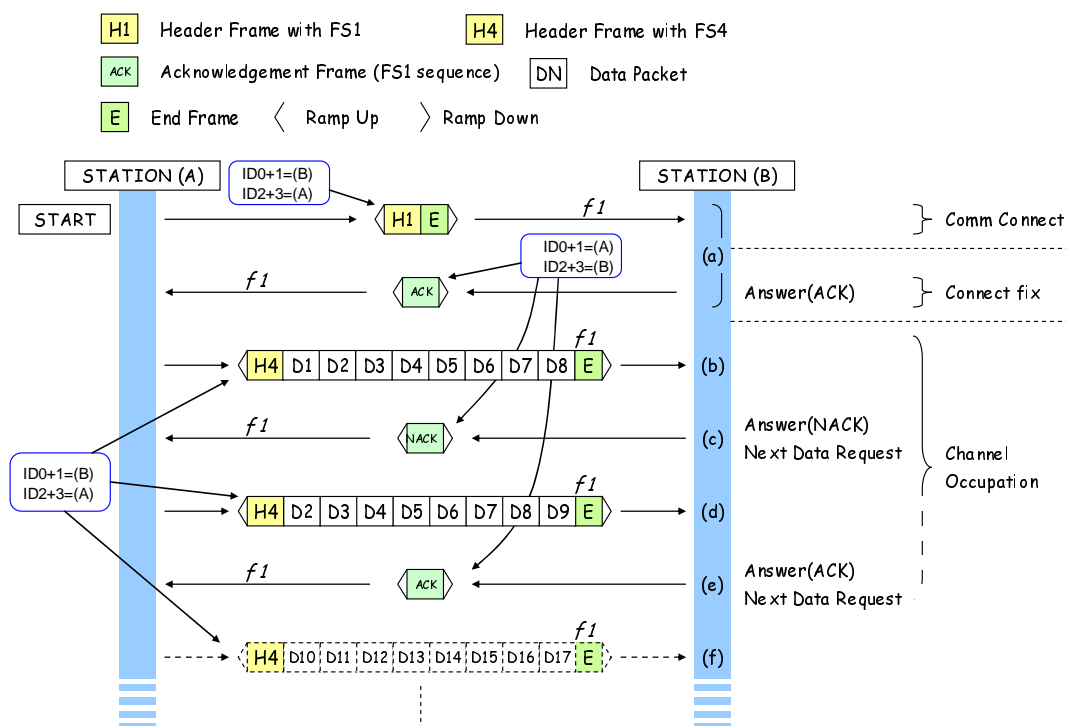 H1 Header Frame with FS1 H4 Header Frame with FS4
ACK Acknowledgement Frame (FS1 sequence) DN Data Packet
E End Frame Ramp Up Ramp Down
STATION (A) ID0+1=(B) STATION (B)
ID2+3=(A)
START H1 E f1 Comm Connect
ID0+1=(A)
ID2+3=(B)
(a)
f1 ACK Answer(ACK) Connect fix
f1
H4 D1 D2 D3 D4 D5 D6 D7 D8 E (b)
f1 NACK (c) Answer(NACK)
Next Data Request
Channel
Occupation
ID0+1=(B)
ID2+3=(A)
f1
H4 D2 D3 D4 D5 D6 D7 D8 D9 E (d)
f1 ACK (e) Answer(ACK)
Next Data Request
f1
H4 D10 D11 D12 D13 D14 D15 D16 D17 E (f)